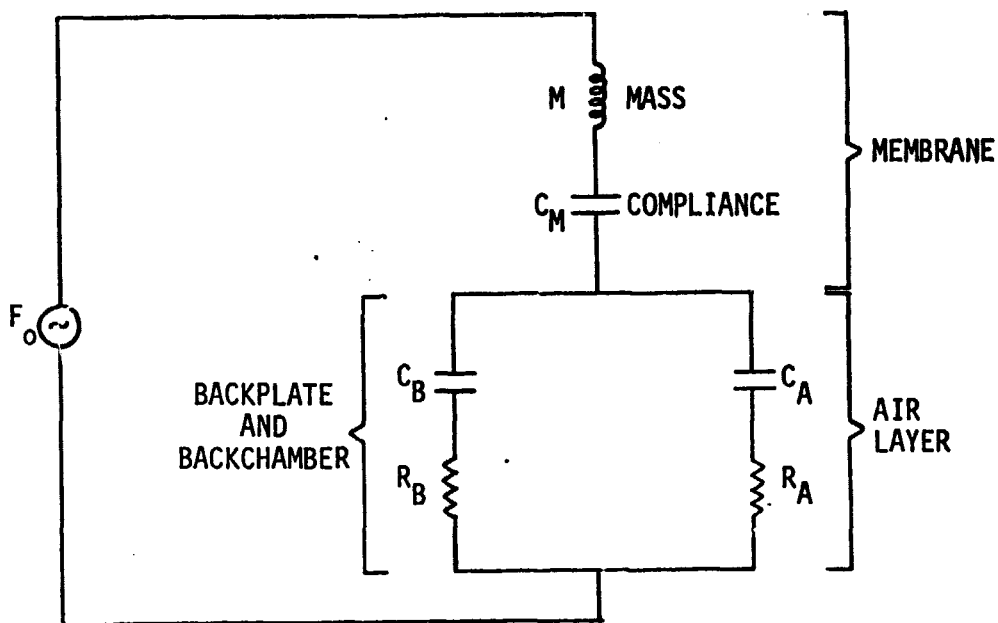 M MASS
MEMBRANE
C_M COMPLIANCE
F_o
~
C_B
C_A
BACKPLATE
AND
BACKCHAMBER
AIR
LAYER
R_B
R_A